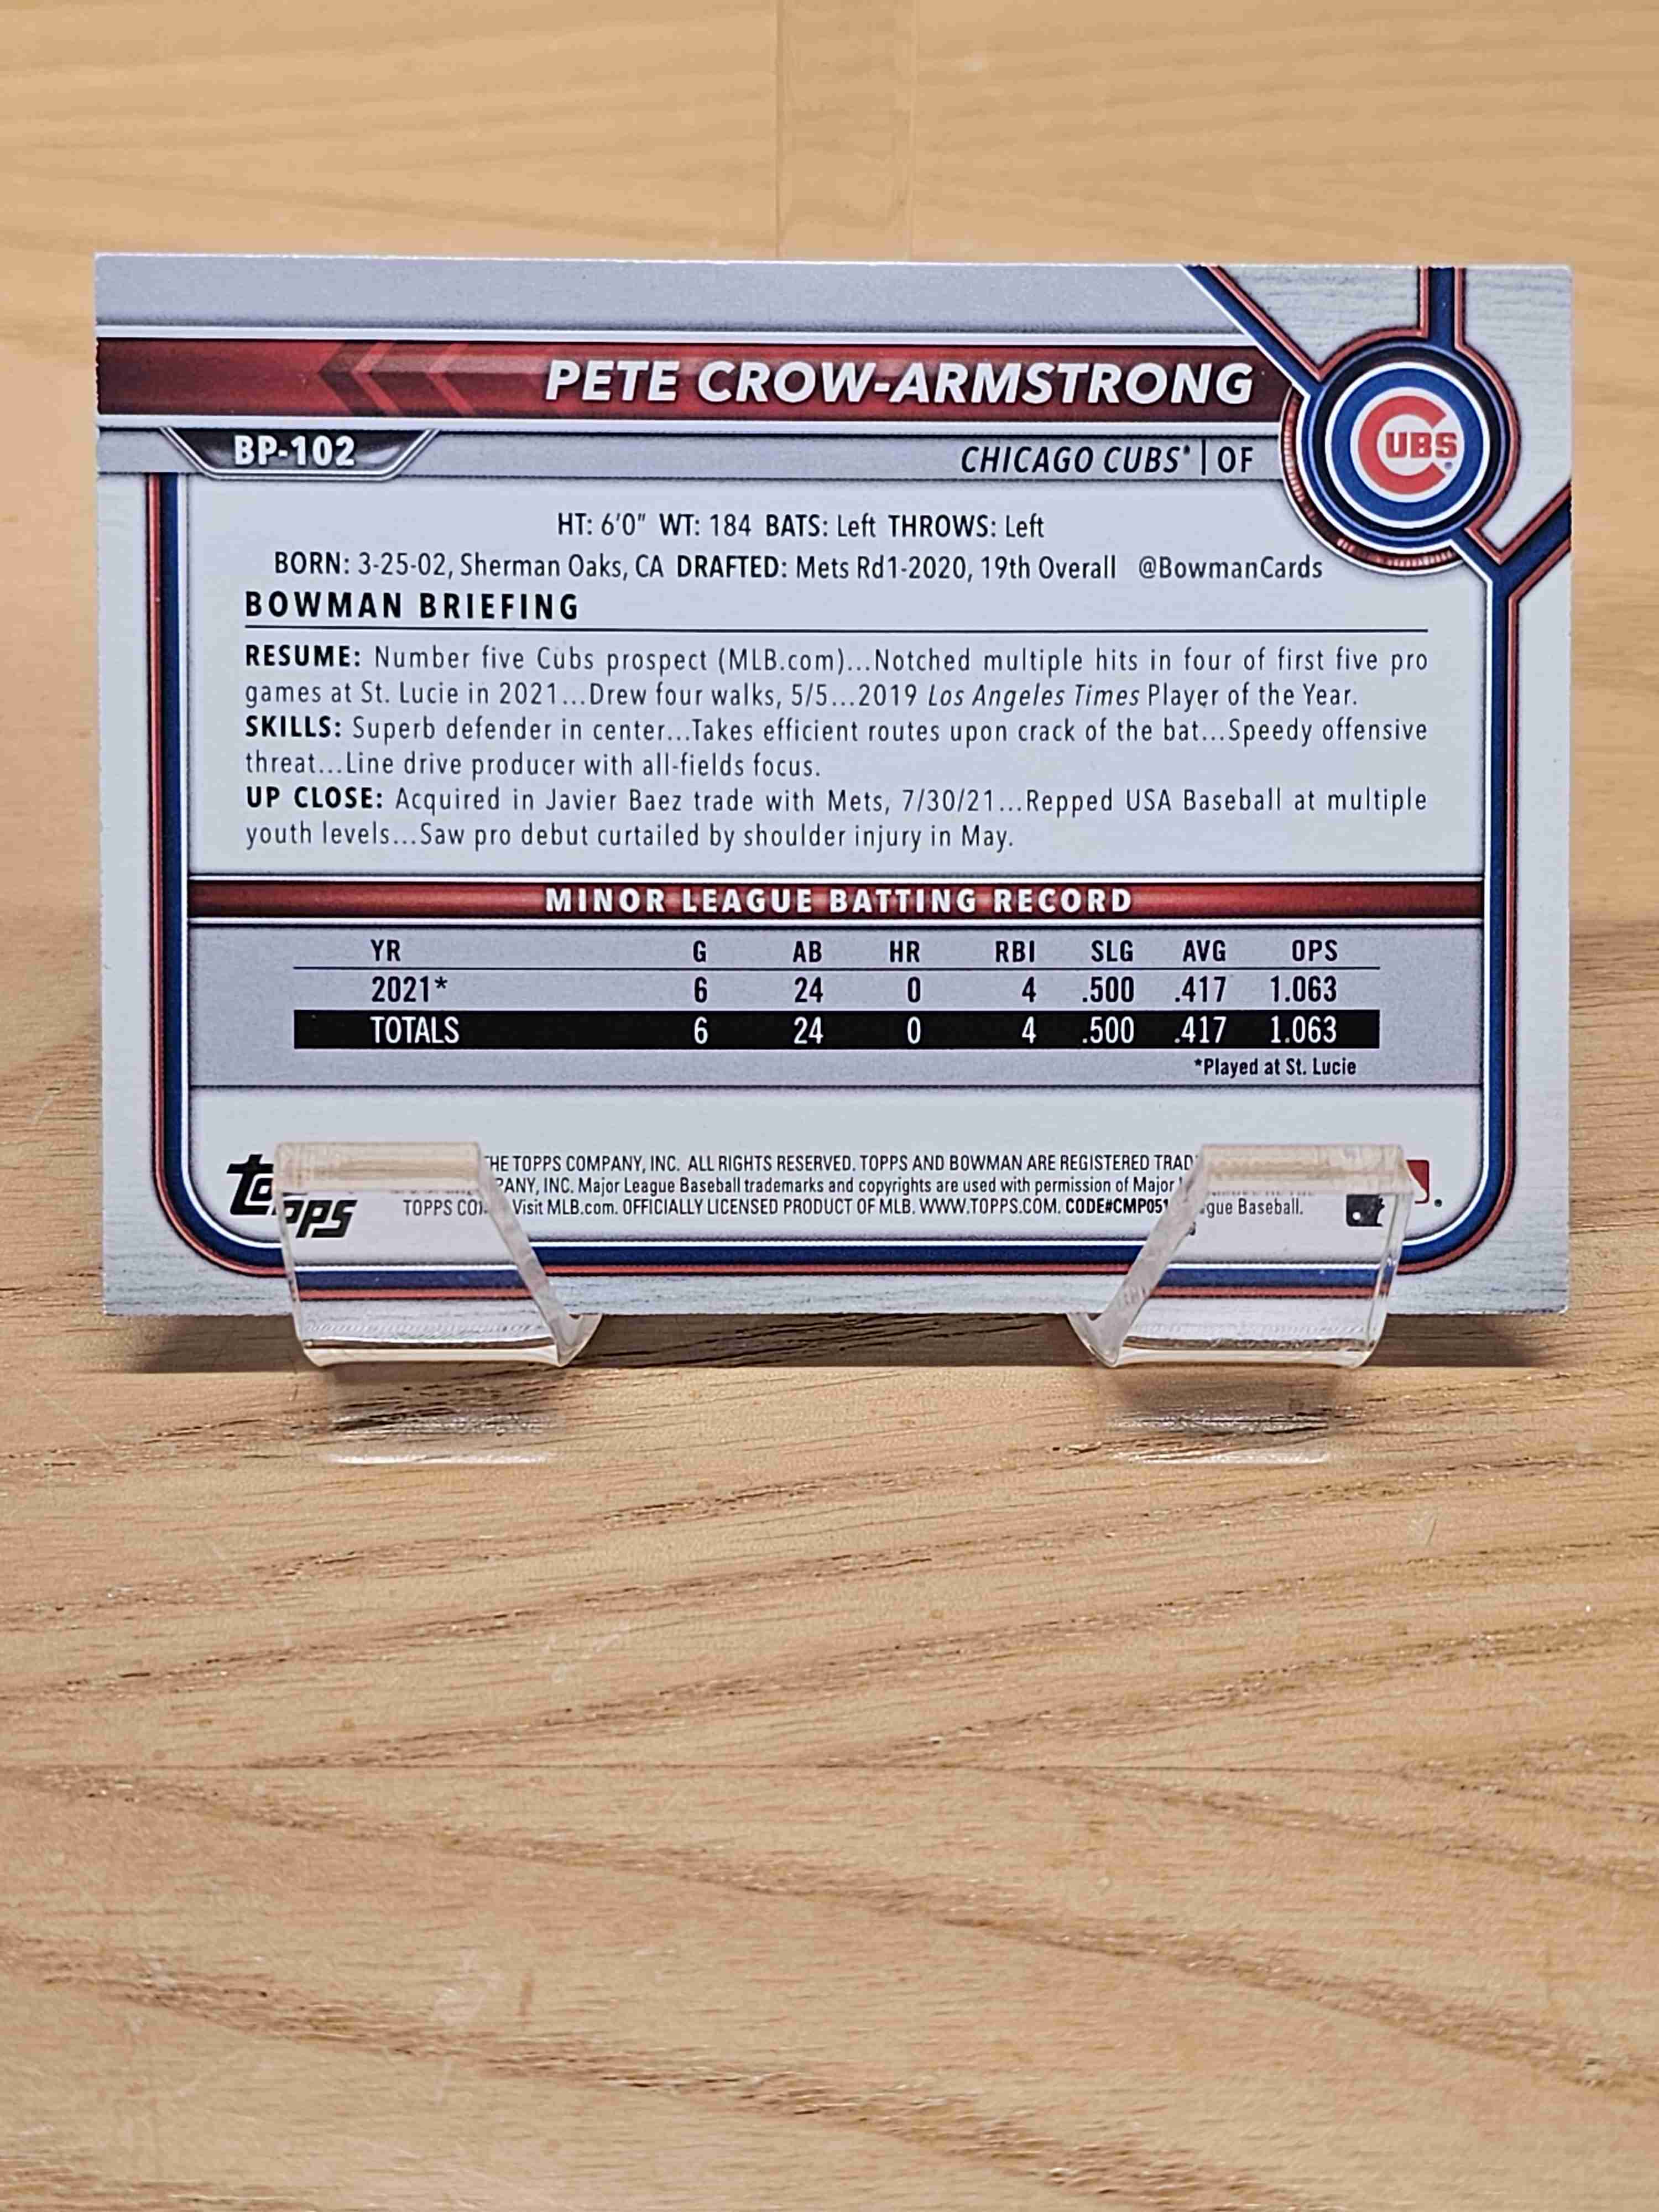 PETE CROW-ARMSTRONG
BP-102
CHICAGO CUBS | OF
CUBS
HT: 6'0" WT: 184 BATS: Left THROWS: Left
BORN: 3-25-02, Sherman Oaks, CA DRAFTED: Mets Rd1-2020, 19th Overall @BowmanCards
BOWMAN BRIEFING
RESUME: Number five Cubs prospect (MLB.com)...Notched multiple hits in four of first five pro
games at St. Lucie in 2021...Drew four walks, 5/5...2019 Los Angeles Times Player of the Year.
SKILLS: Superb defender in center...Takes efficient routes upon crack of the bat...Speedy offensive
threat...Line drive producer with all-fields focus.
UP CLOSE: Acquired in Javier Baez trade with Mets, 7/30/21...Repped USA Baseball at multiple
youth levels...Saw pro debut curtailed by shoulder injury in May.
MINOR LEAGUE BATTING RECORD
YR G AB HR RBI SLG AVG OPS
2021* 6 24 0 4 .500 .417 1.063
TOTALS 6 24 0 4 .500 .417 1.063
*Played at St. Lucie
topps
THE TOPPS COMPANY, INC. ALL RIGHTS RESERVED. TOPPS AND BOWMAN ARE REGISTERED
INC. Major League Baseball trademarks and copyrights are used with permission of Major
TOPPS Visit MLB.com. OFFICIALLY LICENSED PRODUCT OF MLB. WWW.TOPPS.COM. Baseball.